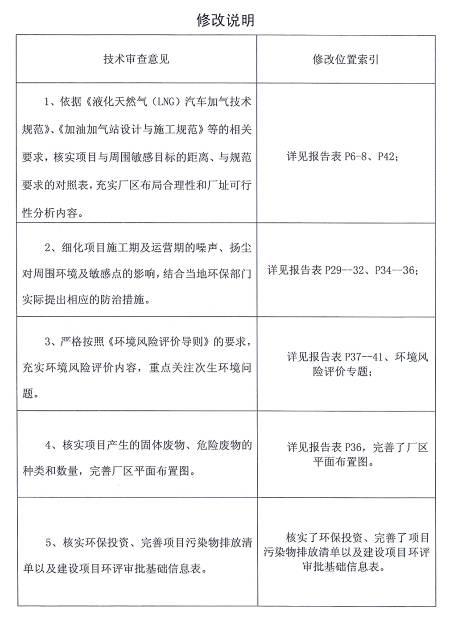 修改说明
技术审查意见
修改位置索引
1、依据《液化天然气（LNG）汽车加气技术
规范》、《加油加气站设计与施工规范》等的相关
要求，核实项目与周围敏感目标的距离、与规范
要求的对照表，充实厂区布局合理性和厂址可行
性分析内容。
详见报告表 P6-8、P42；
2、细化项目施工期及运营期的噪声、扬尘
对周围环境及敏感点的影响，结合当地环保部门
实际提出相应的防治措施。
详见报告表 P29--32、P34--36；
3、严格按照《环境风险评价导则》的要求，
充实环境风险评价内容，重点关注次生环境问
题。
详见报告表 P37--41、环境风
险评价专题；
4、核实项目产生的固体废物、危险废物的
种类和数量，完善厂区平面布置图。
详见报告表 P36，完善了厂区
平面布置图。
5、核实环保投资、完善项目污染物排放清
单以及建设项目环评审批基础信息表。
核实了环保投资、完善了项目
污染物排放清单以及建设项目环评
审批基础信息表。